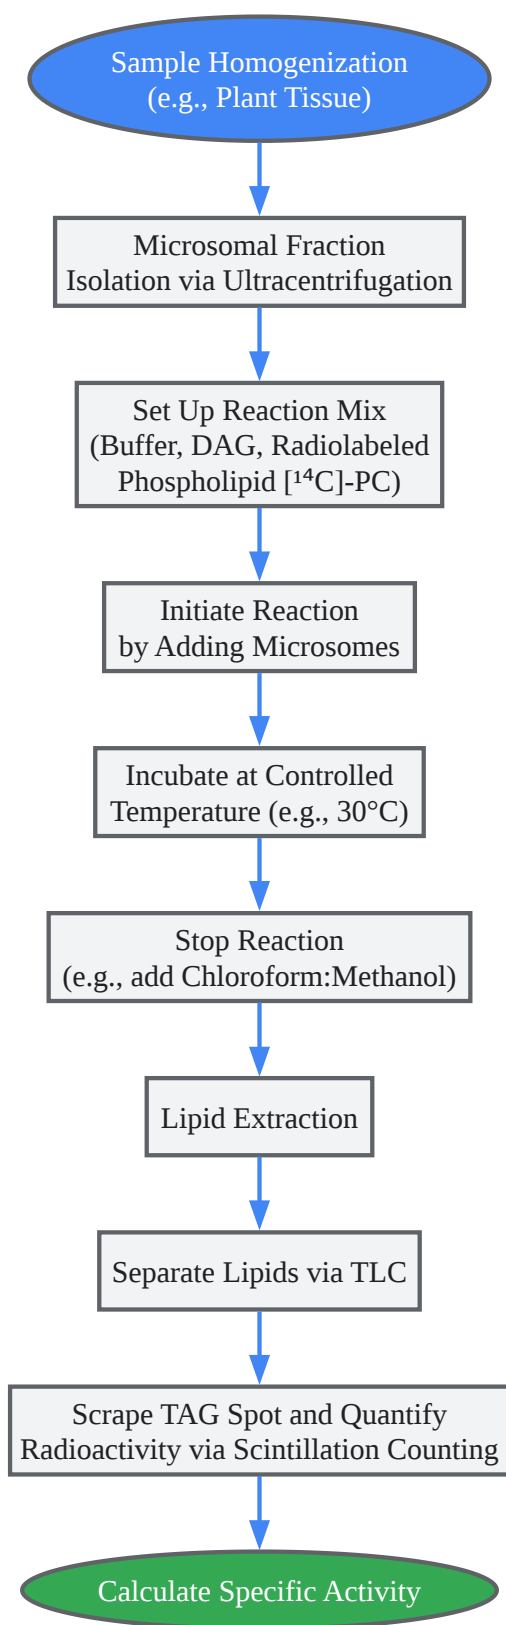 Sample Homogenization
(e.g., Plant Tissue)
Microsomal Fraction
Isolation via Ultracentrifugation
Set Up Reaction Mix
(Buffer, DAG, Radiolabeled
Phospholipid [¹⁴C]-PC)
Initiate Reaction
by Adding Microsomes
Incubate at Controlled
Temperature (e.g., 30°C)
Stop Reaction
(e.g., add Chloroform:Methanol)
Lipid Extraction
Separate Lipids via TLC
Scrape TAG Spot and Quantify
Radioactivity via Scintillation Counting
Calculate Specific Activity